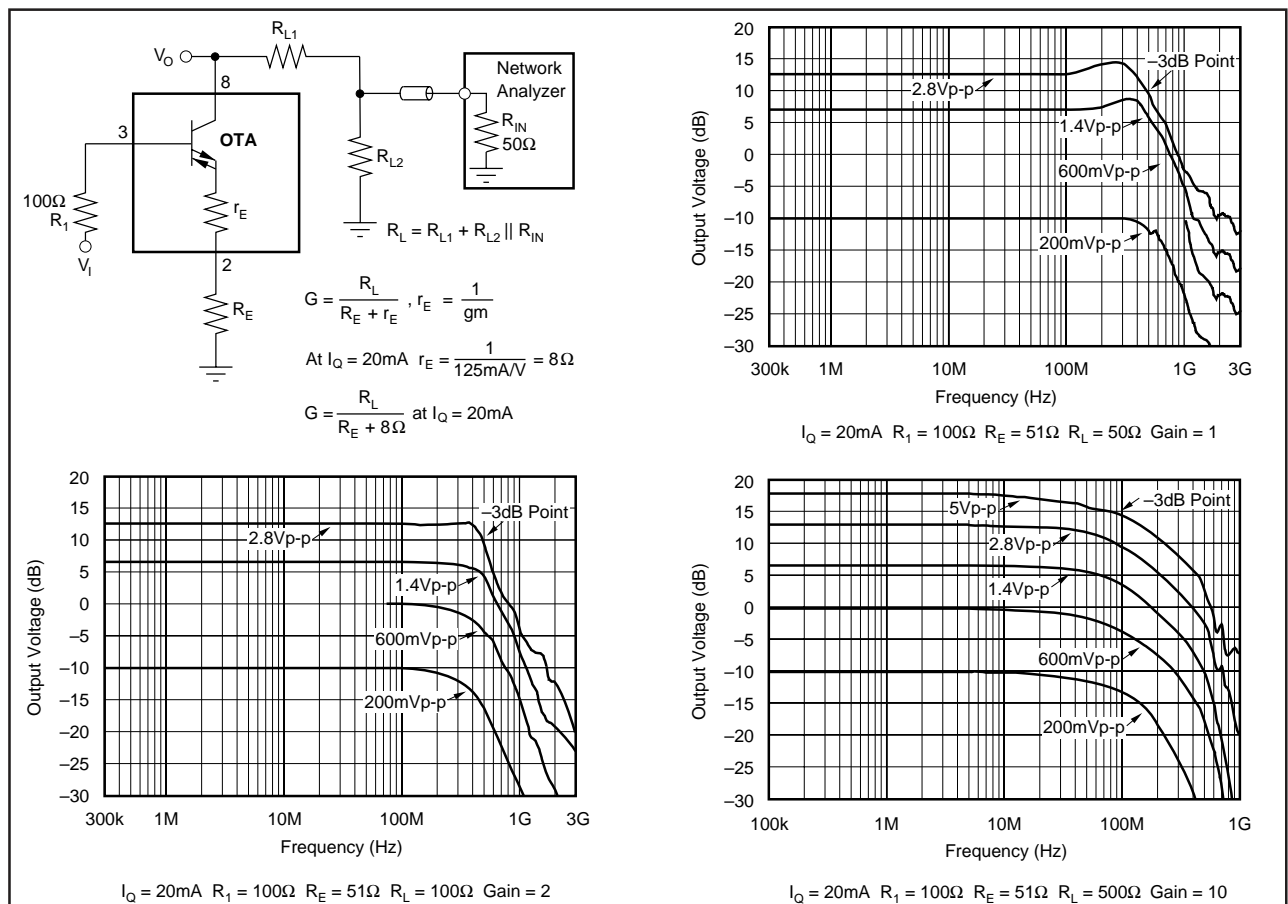 R_L1
V_O
8
3
OTA
100Ω
R_1
V_I
r_E
2
R_E
R_L2
Network
Analyzer
R_IN
50Ω
R_L = R_L1 + R_L2 || R_IN
G = R_L / (R_E + r_E) , r_E = 1 / gm
At I_Q = 20mA r_E = 1 / 125mA/V = 8Ω
G = R_L / (R_E + 8Ω) at I_Q = 20mA
Output Voltage (dB)
20
15
10
5
0
–5
–10
–15
–20
–25
–30
2.8Vp-p
–3dB Point
1.4Vp-p
600mVp-p
200mVp-p
300k 1M 10M 100M 1G 3G
Frequency (Hz)
I_Q = 20mA R_1 = 100Ω R_E = 51Ω R_L = 50Ω Gain = 1
Output Voltage (dB)
20
15
10
5
0
–5
–10
–15
–20
–25
–30
–3dB Point
2.8Vp-p
1.4Vp-p
600mVp-p
200mVp-p
300k 1M 10M 100M 1G 3G
Frequency (Hz)
I_Q = 20mA R_1 = 100Ω R_E = 51Ω R_L = 100Ω Gain = 2
Output Voltage (dB)
20
15
10
5
0
–5
–10
–15
–20
–25
–30
5Vp-p
–3dB Point
2.8Vp-p
1.4Vp-p
600mVp-p
200mVp-p
100k 1M 10M 100M 1G
Frequency (Hz)
I_Q = 20mA R_1 = 100Ω R_E = 51Ω R_L = 500Ω Gain = 10